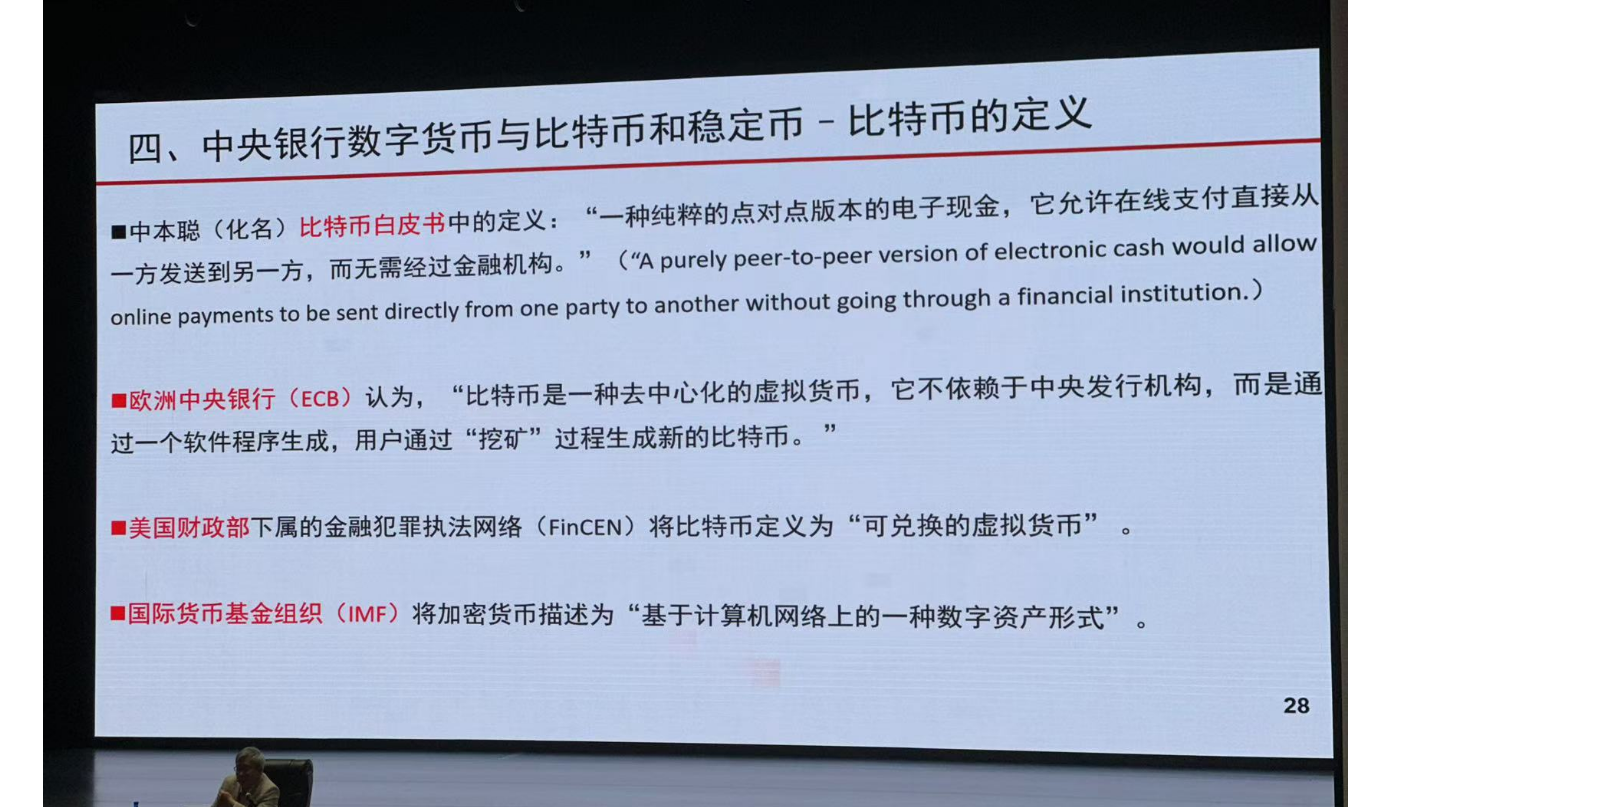 四、中央银行数字货币与比特币和稳定币 – 比特币的定义
■中本聪（化名）比特币白皮书中的定义：“一种纯粹的点对点版本的电子现金，它允许在线支付直接从
一方发送到另一方，而无需经过金融机构。”（“A purely peer-to-peer version of electronic cash would allow
online payments to be sent directly from one party to another without going through a financial institution.）
■欧洲中央银行（ECB）认为，“比特币是一种去中心化的虚拟货币，它不依赖于中央发行机构，而是通
过一个软件程序生成，用户通过“挖矿”过程生成新的比特币。”
■美国财政部下属的金融犯罪执法网络（FinCEN）将比特币定义为“可兑换的虚拟货币”。
■国际货币基金组织（IMF）将加密货币描述为“基于计算机网络上的一种数字资产形式”。
28